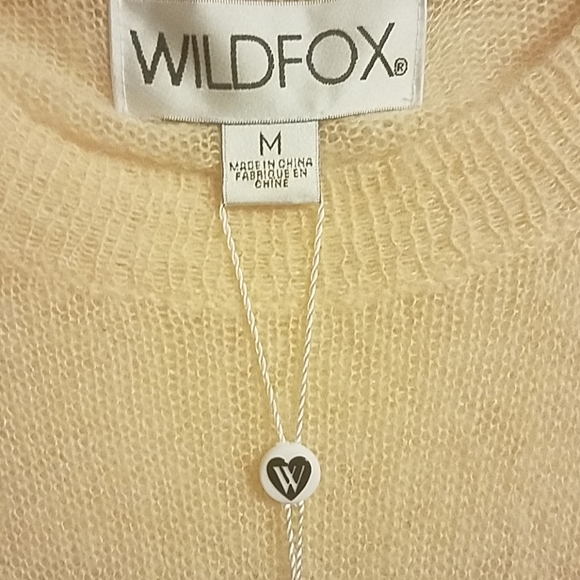 WILDFOX®
M
MADE IN CHINA
FABRIQUE EN
CHINE
W